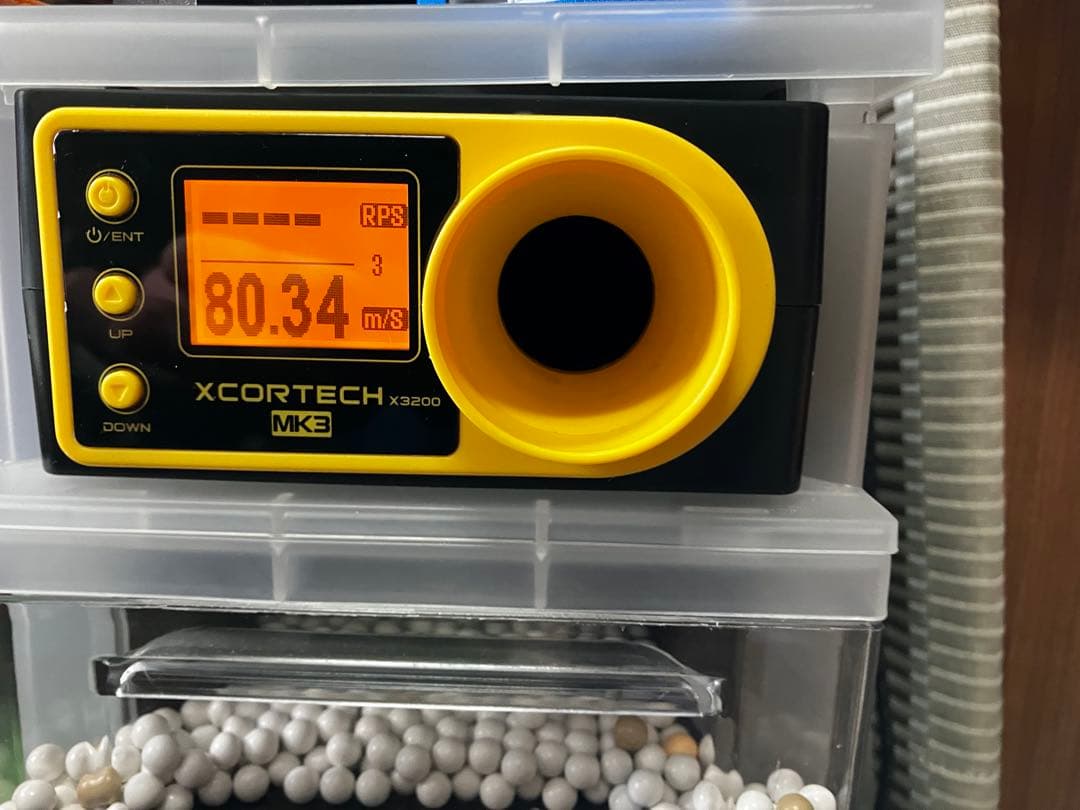 ⏻/ENT
UP
DOWN
---- RPS
3
80.34 m/S
XCORTECH X3200
MK3